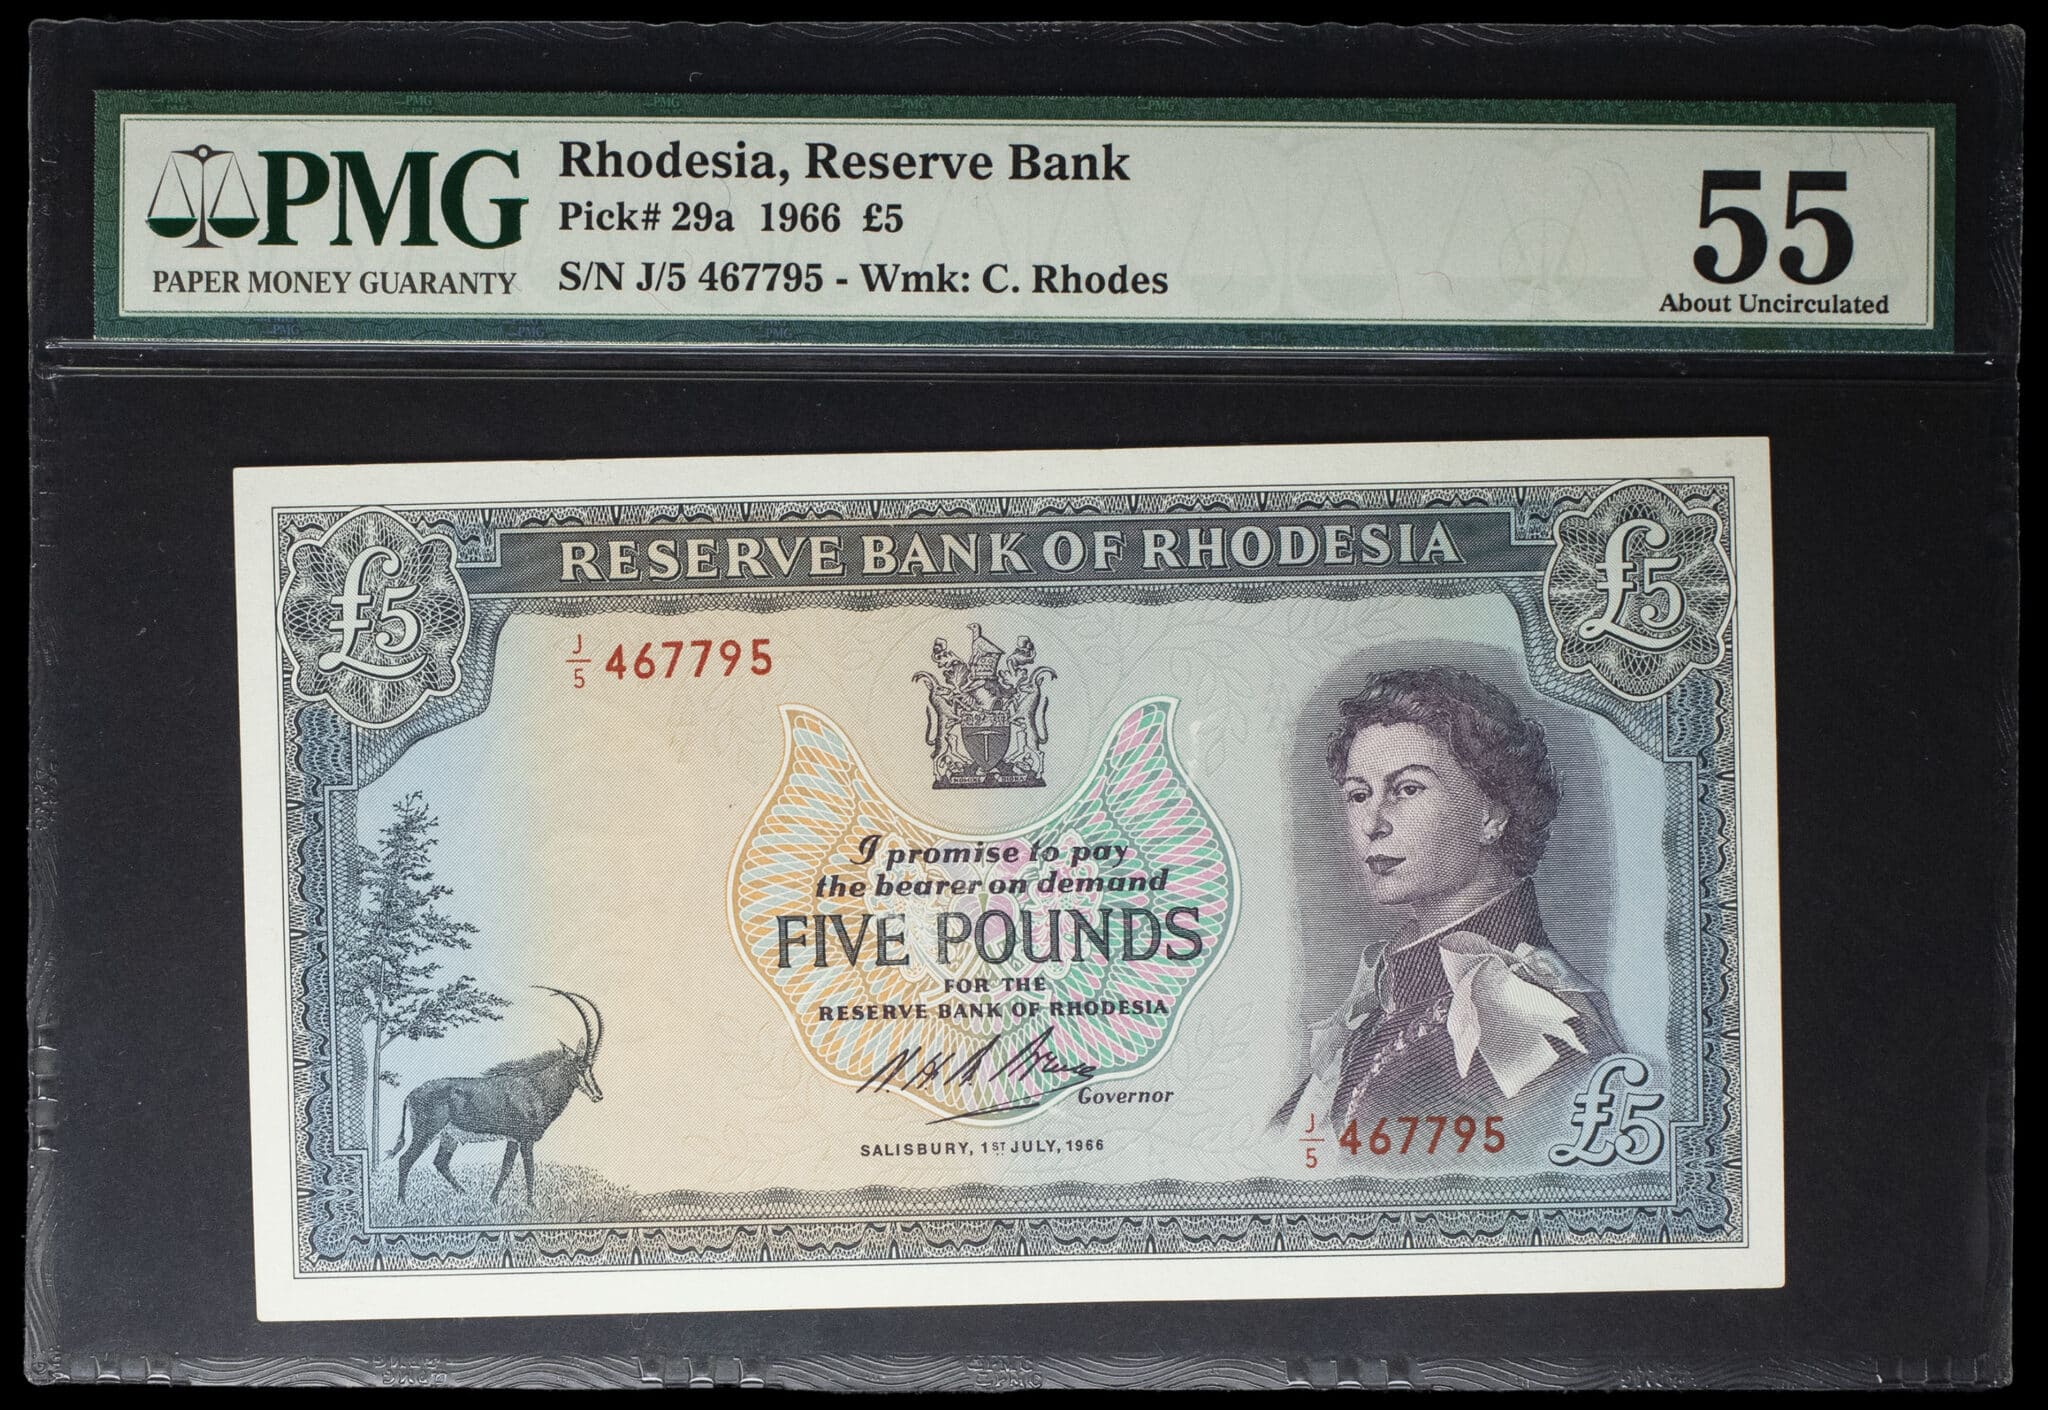 PMG
PAPER MONEY GUARANTY
Rhodesia, Reserve Bank
Pick# 29a 1966 £5
S/N J/5 467795 - Wmk: C. Rhodes
55
About Uncirculated
£5
RESERVE BANK OF RHODESIA
£5
J/5 467795
I promise to pay
the bearer on demand
FIVE POUNDS
FOR THE
RESERVE BANK OF RHODESIA
Governor
SALISBURY, 1ST JULY, 1966
J/5 467795
£5